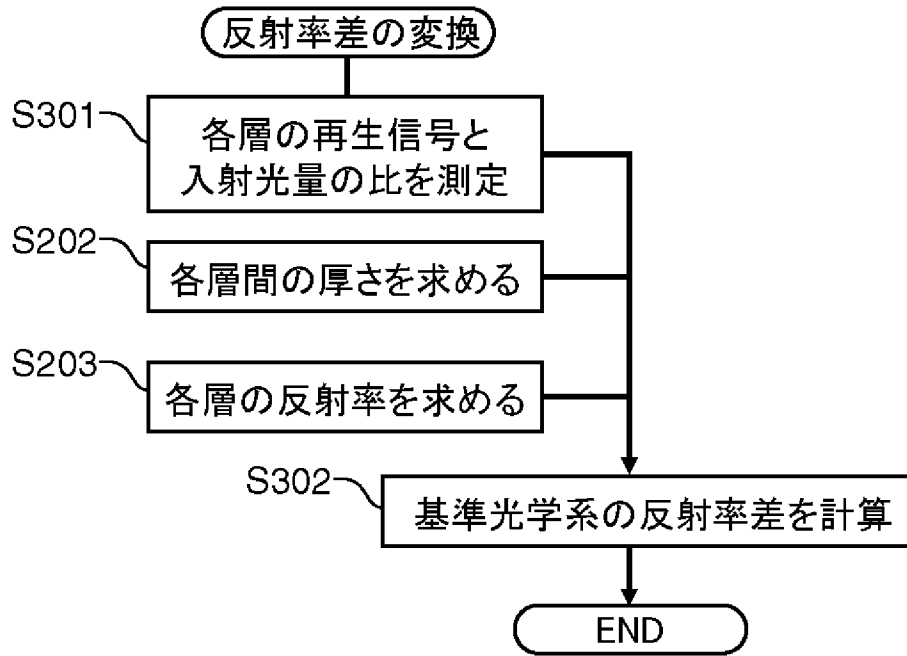 反射率差の変換
S301
各層の再生信号と
入射光量の比を測定
S202
各層間の厚さを求める
S203
各層の反射率を求める
S302
基準光学系の反射率差を計算
END